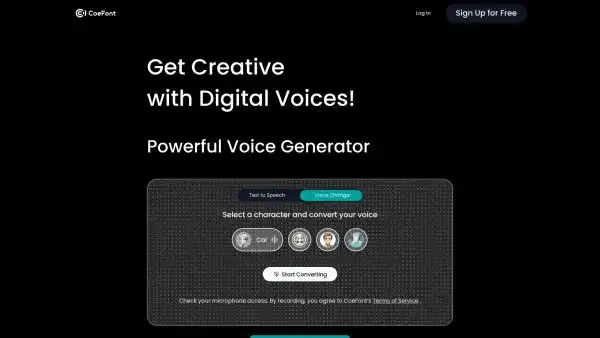 CoeFont
Log in
Sign Up for Free
Get Creative
with Digital Voices!
Powerful Voice Generator
Text to Speech
Voice Changer
Select a character and convert your voice
Cal
Start Converting
Check your microphone access. By recording, you agree to CoeFont's Terms of Service .